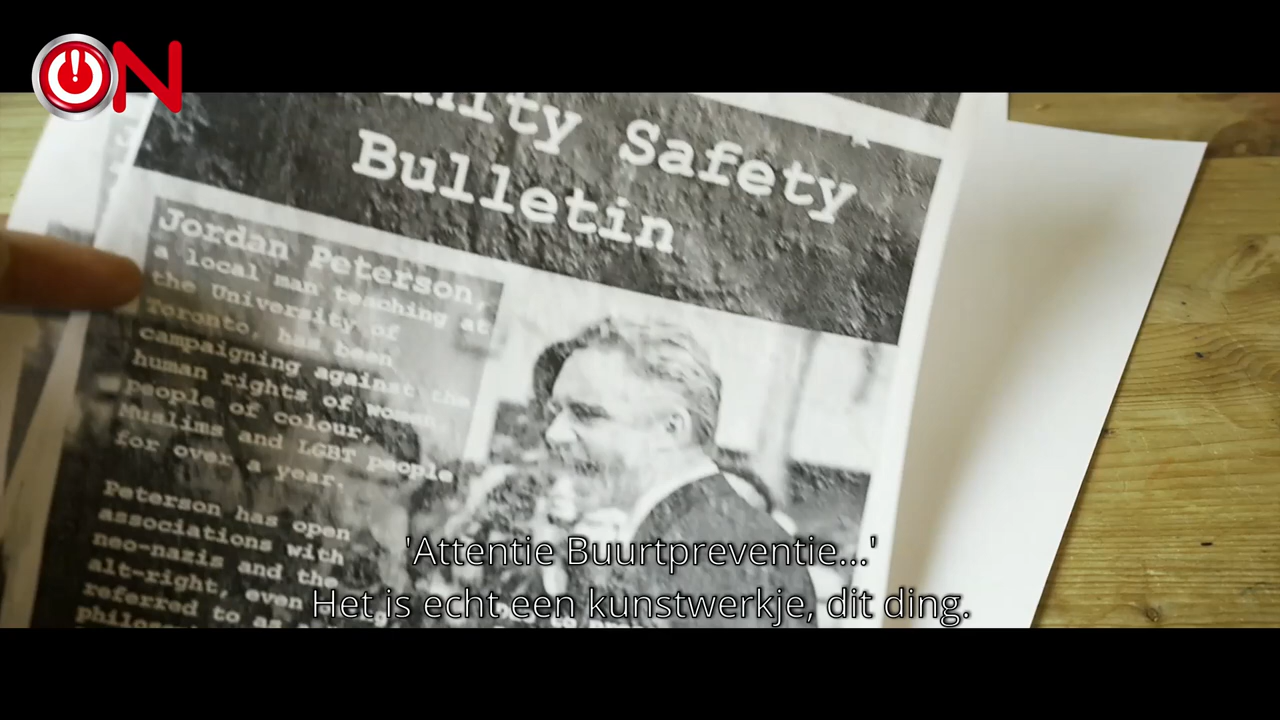 ON
Safety
Bulletin
Jordan Peterson,
a local man teaching at
the University of
Toronto, has been
campaigning against the
human rights of women,
people of colour,
Muslims and LGBT people
for over a year.
Peterson has open
associations with
neo-nazis and the
alt-right, even
referred to as
'Attentie Buurtpreventie...'
Het is echt een kunstwerkje, dit ding.